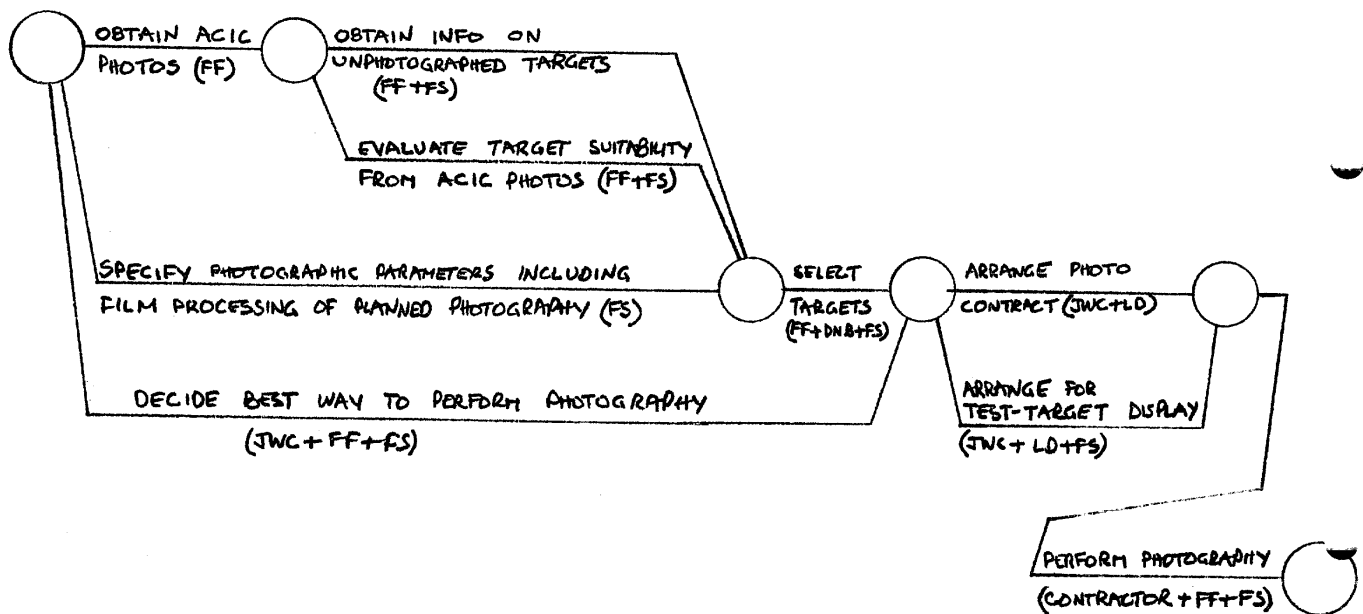 OBTAIN ACIC
PHOTOS (FF)
OBTAIN INFO ON
UNPHOTOGRAPHED TARGETS
(FF+FS)
EVALUATE TARGET SUITABILITY
FROM ACIC PHOTOS (FF+FS)
SPECIFY PHOTOGRAPHIC PARAMETERS INCLUDING
FILM PROCESSING OF PLANNED PHOTOGRAPHY (FS)
SELECT
TARGETS
(FF+DNB+FS)
ARRANGE PHOTO
CONTRACT (JWC+LD)
DECIDE BEST WAY TO PERFORM PHOTOGRAPHY
(JWC + FF + FS)
ARRANGE FOR
TEST-TARGET DISPLAY
(JWC + LD+FS)
PERFORM PHOTOGRAPHY
(CONTRACTOR + FF + FS)